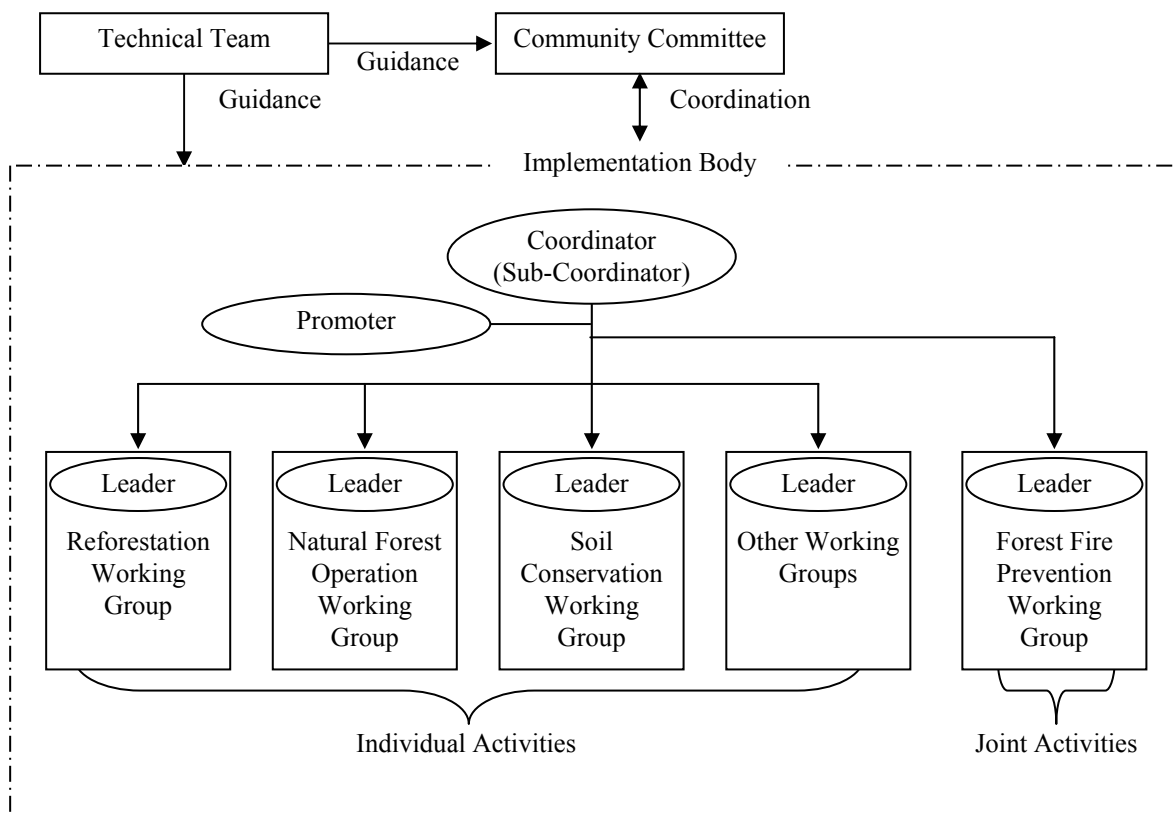 Technical Team
Community Committee
Guidance
Guidance
Coordination
Implementation Body
Coordinator
(Sub-Coordinator)
Promoter
Leader
Reforestation
Working
Group
Leader
Natural Forest
Operation
Working
Group
Leader
Soil
Conservation
Working
Group
Leader
Other Working
Groups
Leader
Forest Fire
Prevention
Working
Group
Individual Activities
Joint Activities